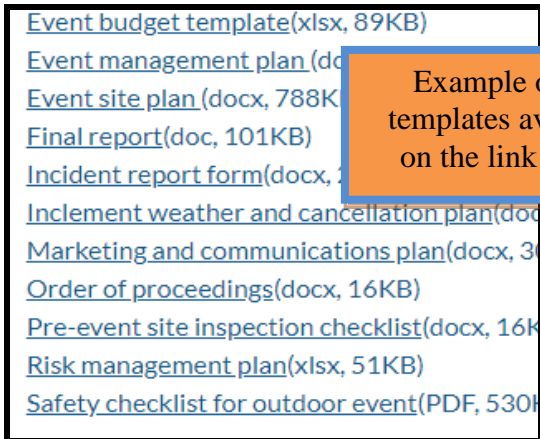 Event budget template(xlsx, 89KB)
Event management plan (do
Event site plan (docx, 788K
Final report(doc, 101KB)
Incident report form(docx,
Inclement weather and cancellation plan(doc
Marketing and communications plan(docx, 30
Order of proceedings(docx, 16KB)
Pre-event site inspection checklist(docx, 16K
Risk management plan(xlsx, 51KB)
Safety checklist for outdoor event(PDF, 530K
Example o
templates av
on the link